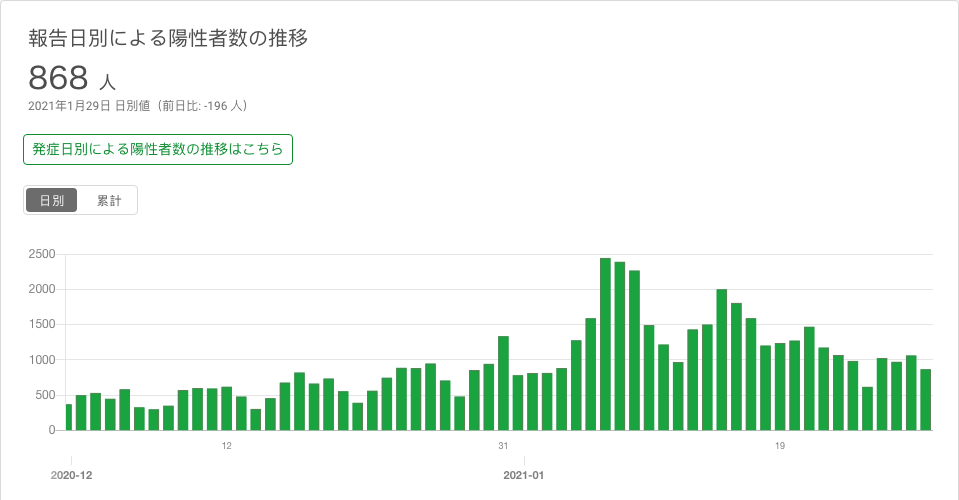 報告日別による陽性者数の推移
868 人
2021年1月29日 日別値（前日比: -196 人）
発症日別による陽性者数の推移はこちら
日別 累計
2500
2000
1500
1000
500
0
12 31 19
2020-12 2021-01